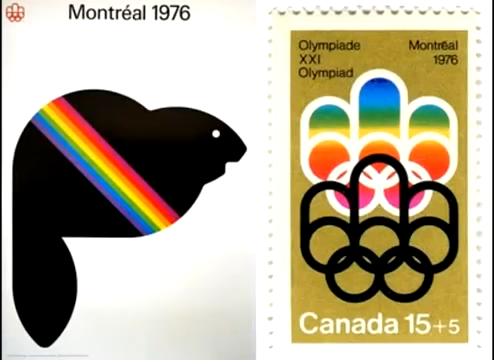 Montréal 1976
Olympiade
XXI
Olympiad
Montréal
1976
Canada 15+5